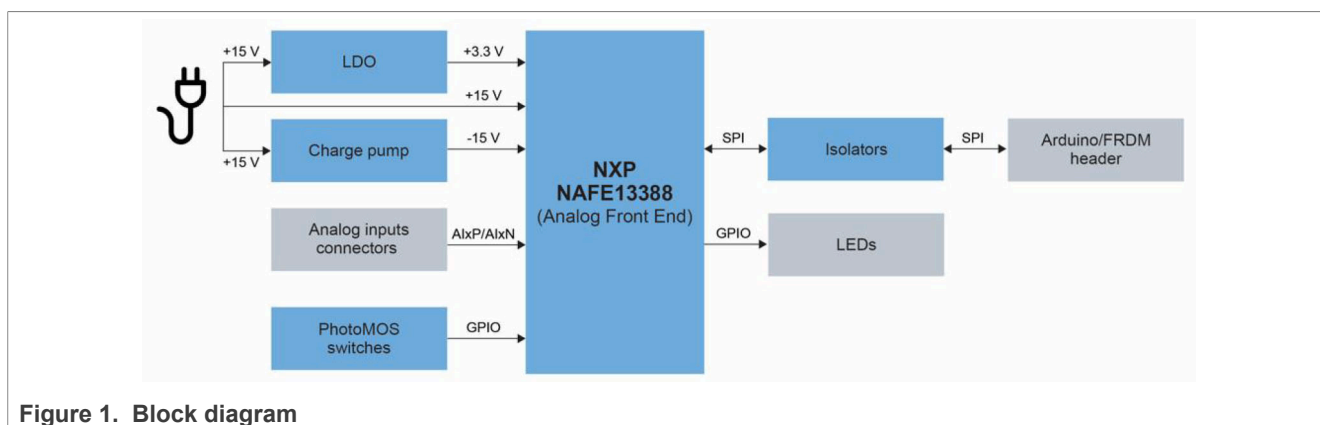 +15 V
LDO
+3.3 V
+15 V
+15 V
Charge pump
-15 V
Analog inputs
connectors
AIxP/AIxN
PhotoMOS
switches
GPIO
NXP
NAFE13388
(Analog Front End)
SPI
Isolators
SPI
Arduino/FRDM
header
GPIO
LEDs
Figure 1. Block diagram